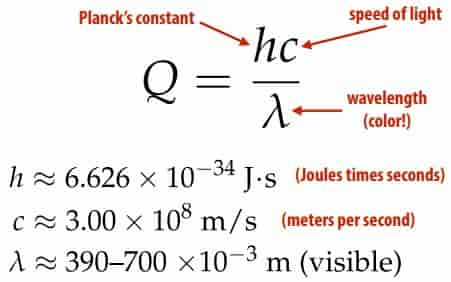 Planck's constant
speed of light
Q = hc / λ
wavelength
(color!)
h ≈ 6.626 × 10⁻³⁴ J·s (Joules times seconds)
c ≈ 3.00 × 10⁸ m/s (meters per second)
λ ≈ 390–700 ×10⁻³ m (visible)